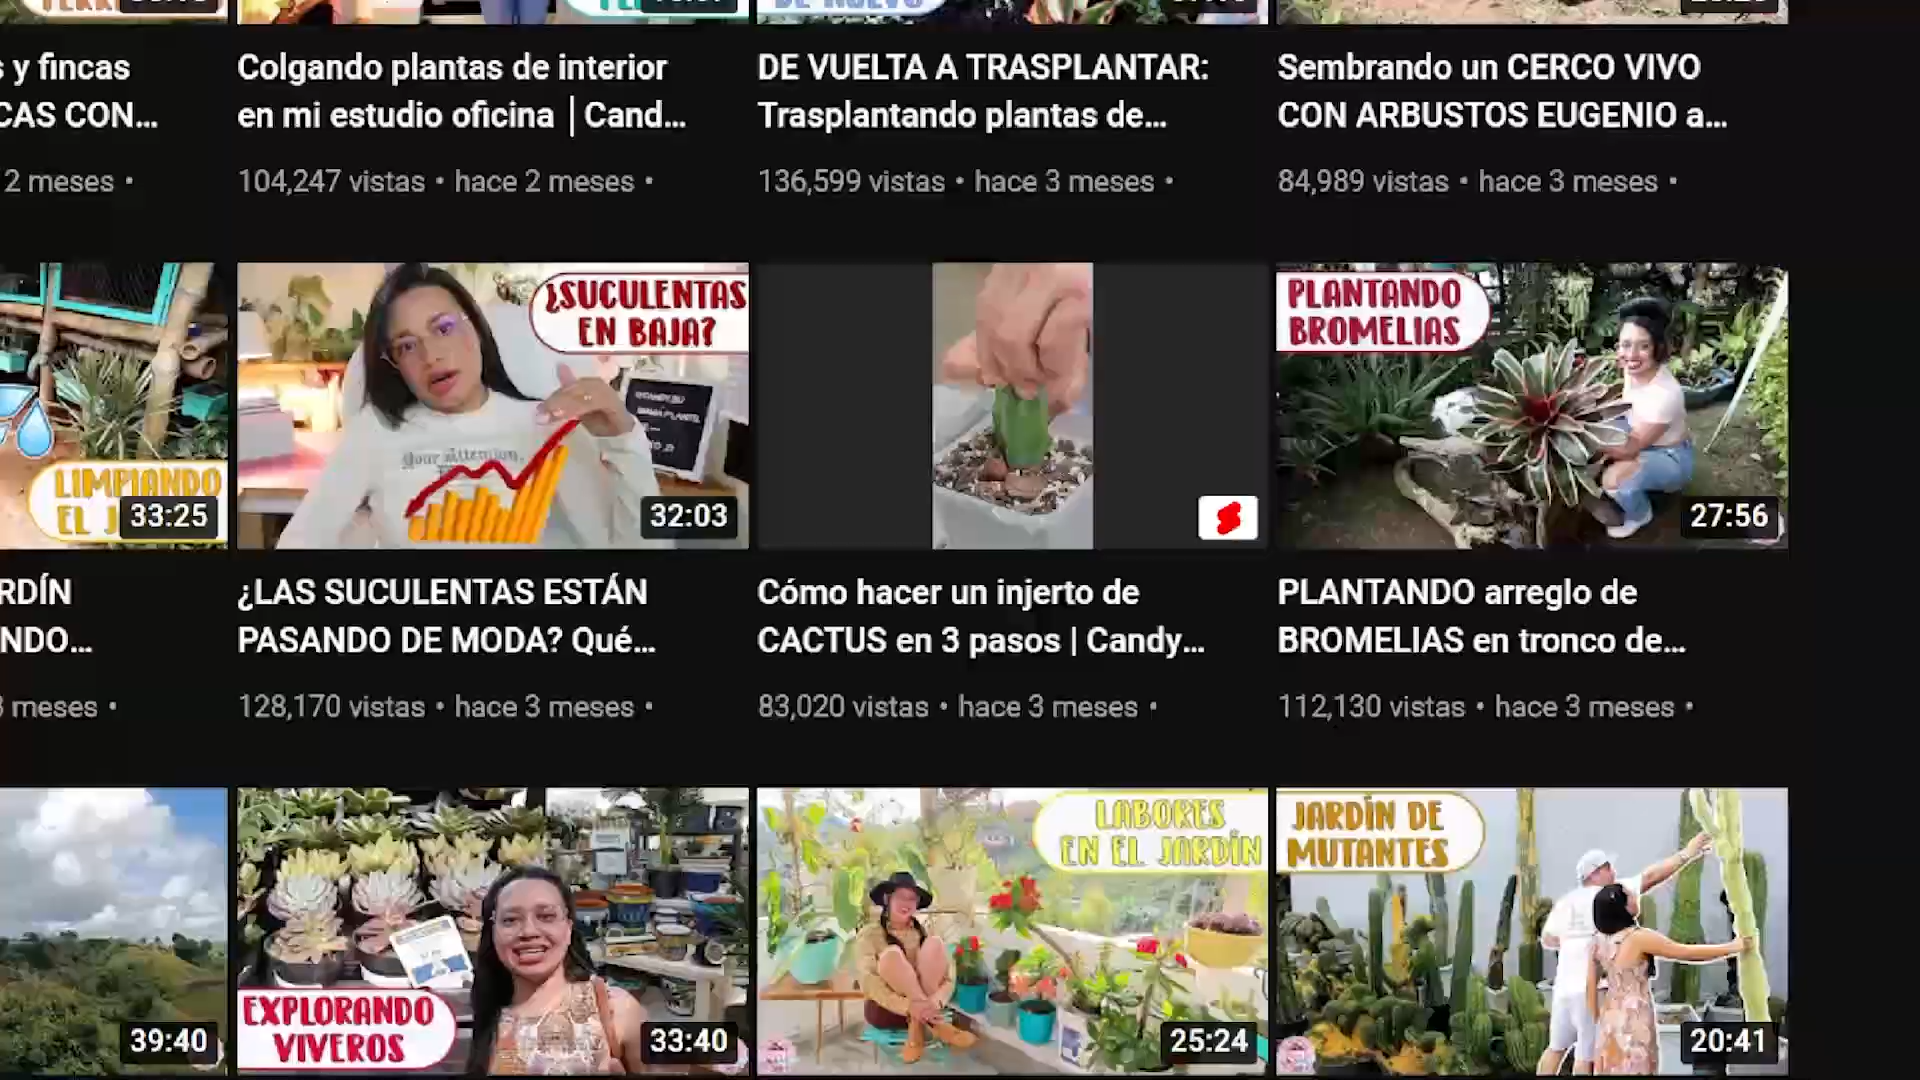 s y fincas
CAS CON...
2 meses •
Colgando plantas de interior
en mi estudio oficina | Cand...
104,247 vistas • hace 2 meses •
DE VUELTA A TRASPLANTAR:
Trasplantando plantas de...
136,599 vistas • hace 3 meses •
Sembrando un CERCO VIVO
CON ARBUSTOS EUGENIO a...
84,989 vistas • hace 3 meses •
LIMPIANDO
EL J
33:25
¿SUCULENTAS
EN BAJA?
Your Attention,
32:03
PLANTANDO
BROMELIAS
27:56
RDÍN
NDO...
meses •
¿LAS SUCULENTAS ESTÁN
PASANDO DE MODA? Qué...
128,170 vistas • hace 3 meses •
Cómo hacer un injerto de
CACTUS en 3 pasos | Candy...
83,020 vistas • hace 3 meses •
PLANTANDO arreglo de
BROMELIAS en tronco de...
112,130 vistas • hace 3 meses •
39:40
EXPLORANDO
VIVEROS
33:40
LABORES
EN EL JARDÍN
25:24
JARDÍN DE
MUTANTES
20:41